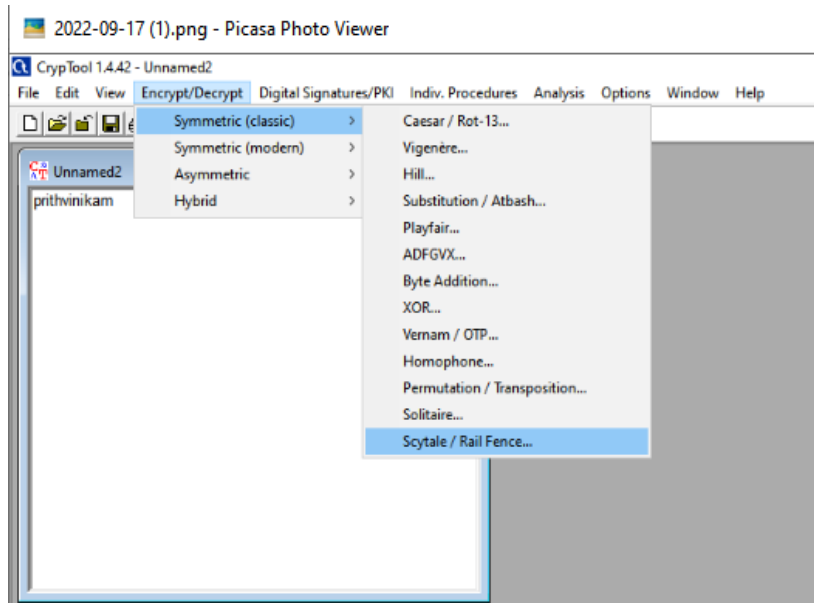 2022-09-17 (1).png - Picasa Photo Viewer
CrypTool 1.4.42 - Unnamed2
File Edit View Encrypt/Decrypt Digital Signatures/PKI Indiv. Procedures Analysis Options Window Help
Symmetric (classic) >
Symmetric (modern) >
Asymmetric >
Hybrid >
Caesar / Rot-13...
Vigenère...
Hill...
Substitution / Atbash...
Playfair...
ADFGVX...
Byte Addition...
XOR...
Vernam / OTP...
Homophone...
Permutation / Transposition...
Solitaire...
Scytale / Rail Fence...
Unnamed2
prithvinikam